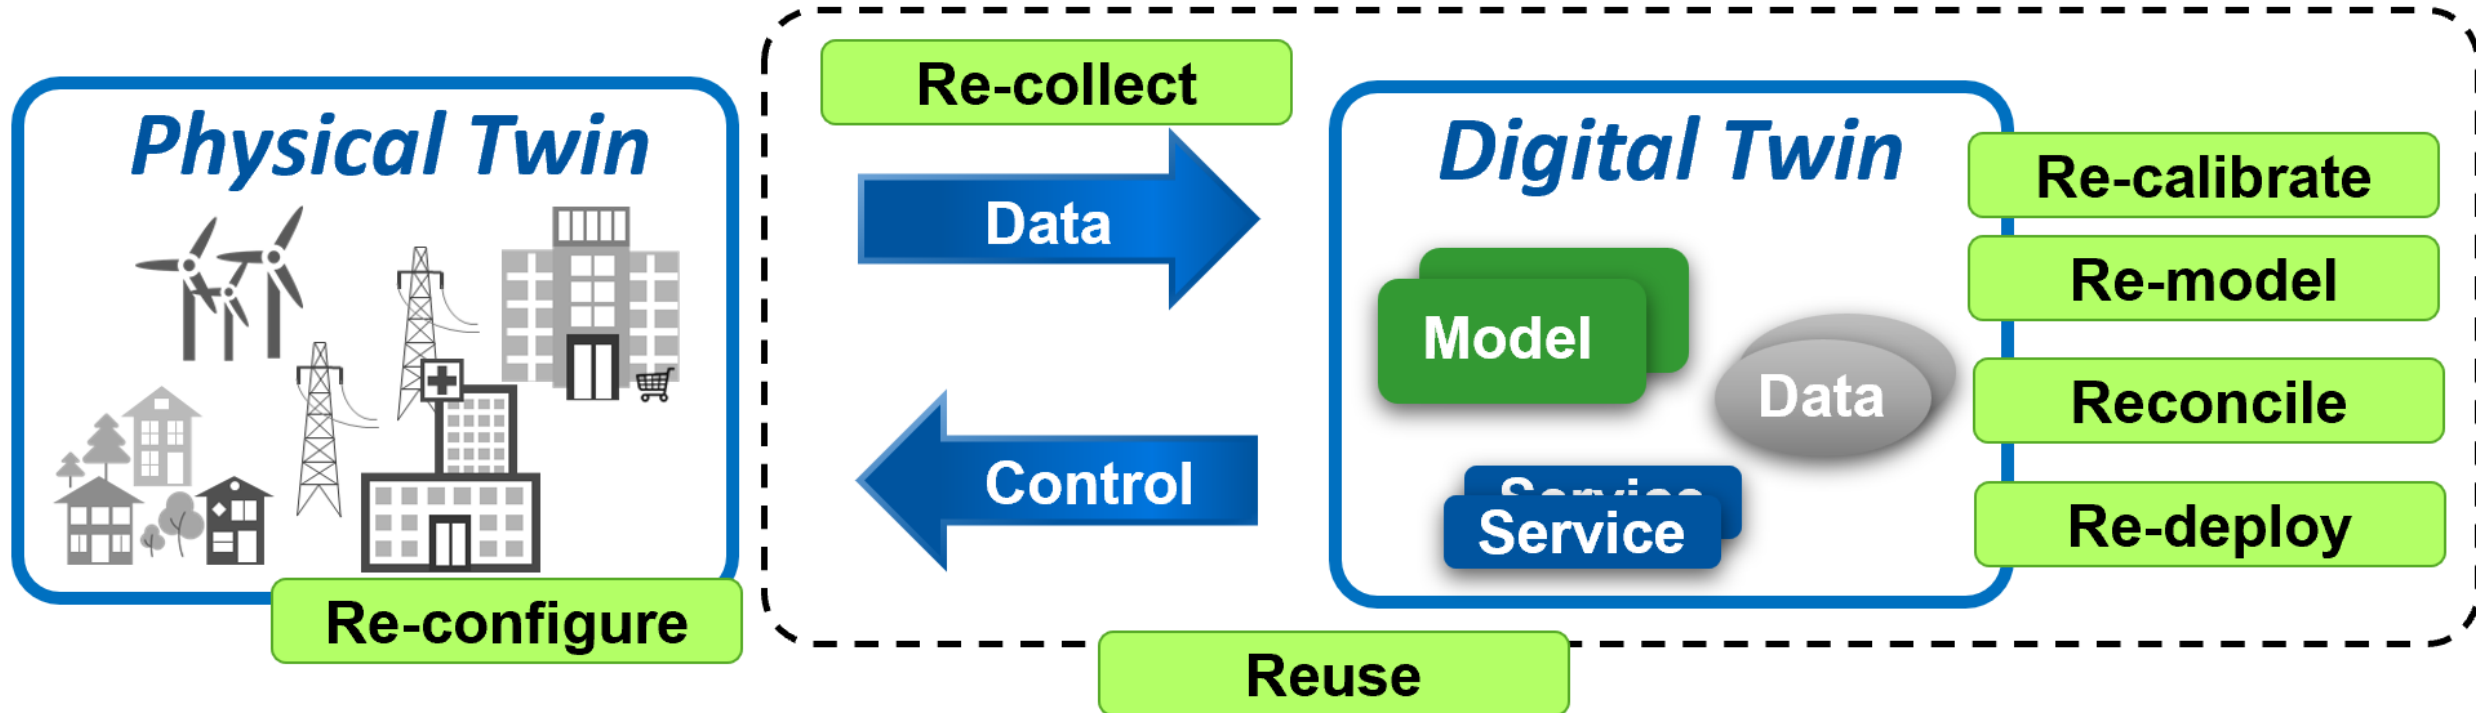 Physical Twin
Re-configure
Re-collect
Data
Control
Reuse
Digital Twin
Model
Data
Service
Service
Re-calibrate
Re-model
Reconcile
Re-deploy